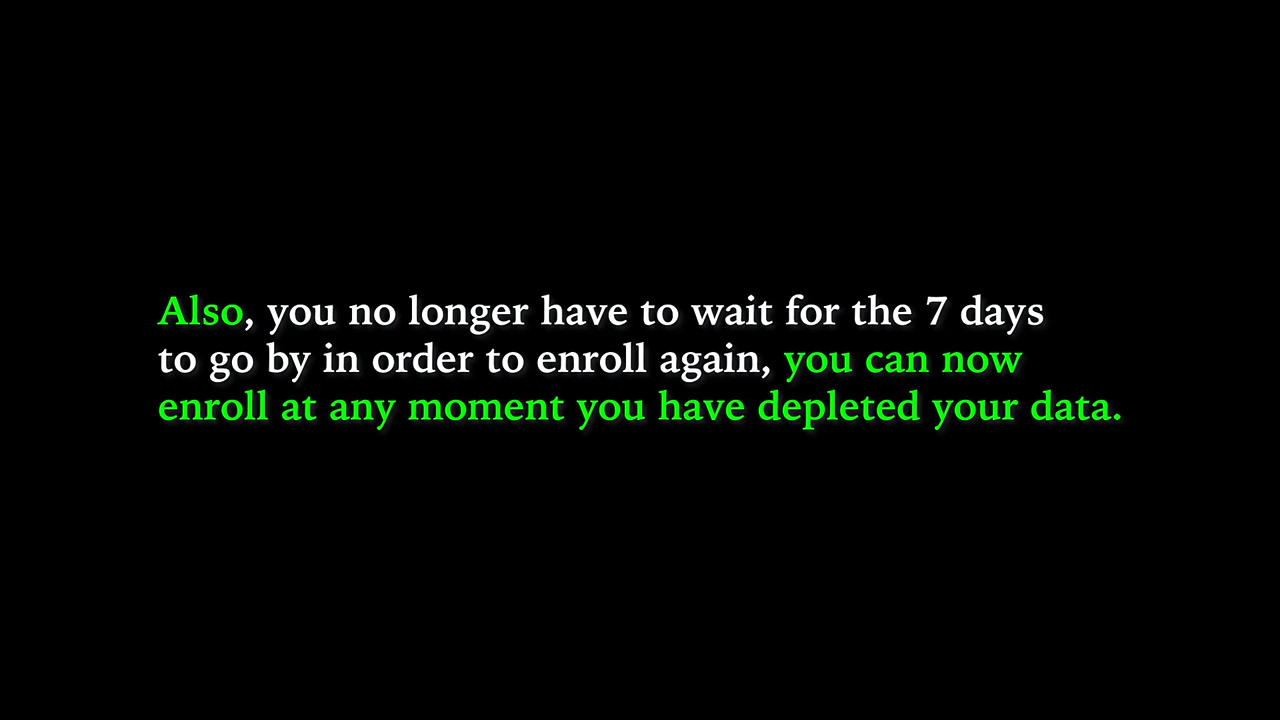 Also, you no longer have to wait for the 7 days
to go by in order to enroll again, you can now
enroll at any moment you have depleted your data.